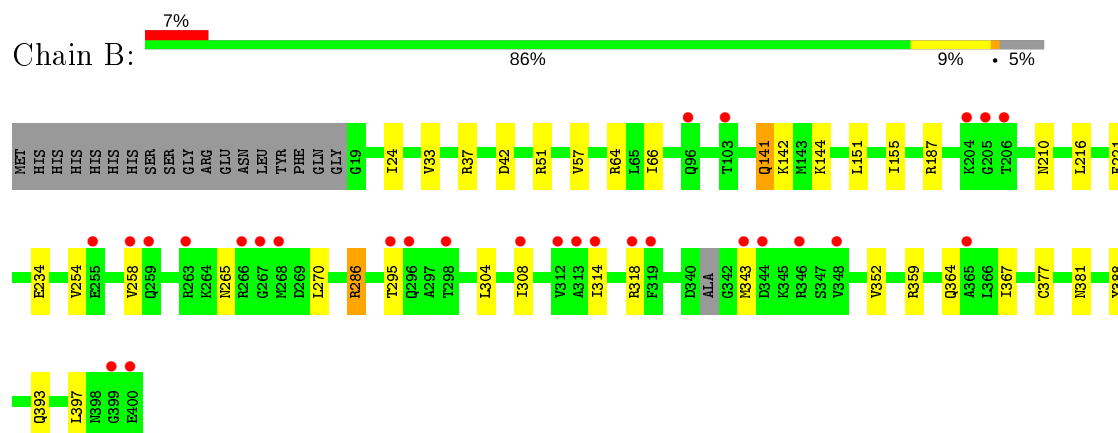 7%
Chain B:
86% 9% • 5%
MET HIS HIS HIS HIS HIS HIS SER SER GLY ARG GLU ASN LEU TYR PHE GLN GLY G19 I24 V33 R37 D42 R51 V57 R64 L65 I66 Q96 T103 Q141 K142 M143 K144 L151 I155 R187 K204 G205 T206 N210 L216
E234 V254 E255 V258 Q259 R263 K264 N265 R266 G267 M268 D269 L270 R286 T295 Q296 A297 T298 L304 I308 V312 A313 I314 R318 F319 D340 ALA G342 M343 D344 K345 R346 S347 V348 V352 R359 Q364 A365 L366 I367 C377 N381
Q393 L397 N398 G399 E400